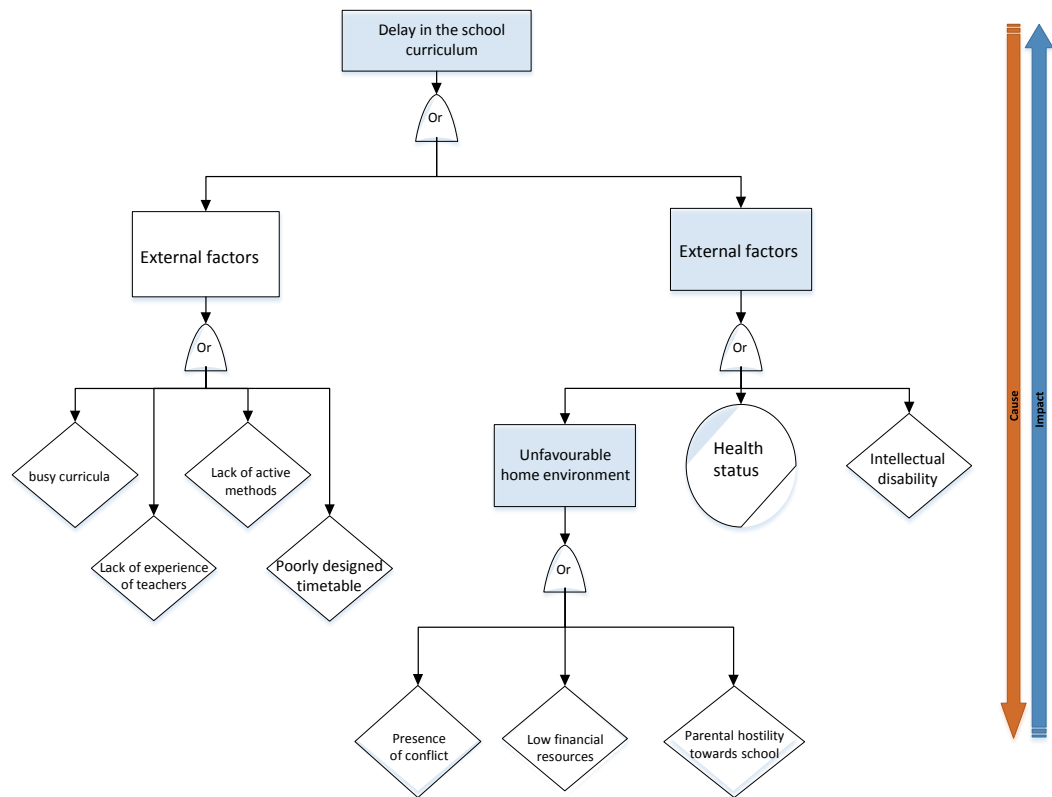 Delay in the school
curriculum
Or
External factors
External factors
Or
Or
busy curricula
Lack of active
methods
Lack of experience
of teachers
Poorly designed
timetable
Unfavourable
home environment
Health
status
Intellectual
disability
Or
Presence
of conflict
Low financial
resources
Parental hostility
towards school
Cause
Impact